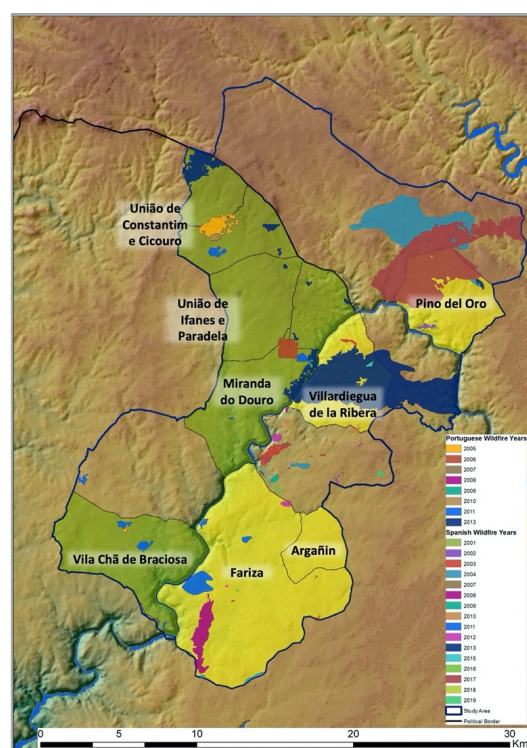 União de
Constantim
e Cicouro
Pino del Oro
União de
Ifanes e
Paradela
Miranda
do Douro
Villardiegua
de la Ribera
Vila Chã de Braciosa
Fariza
Argañin
Portuguese Wildfire Years
2005
2006
2007
2008
2009
2010
2011
2013
Spanish Wildfire Years
2001
2002
2003
2004
2007
2008
2009
2010
2011
2012
2013
2015
2016
2017
2018
2019
Study Area
Political Border
0 5 10 20 30
Km